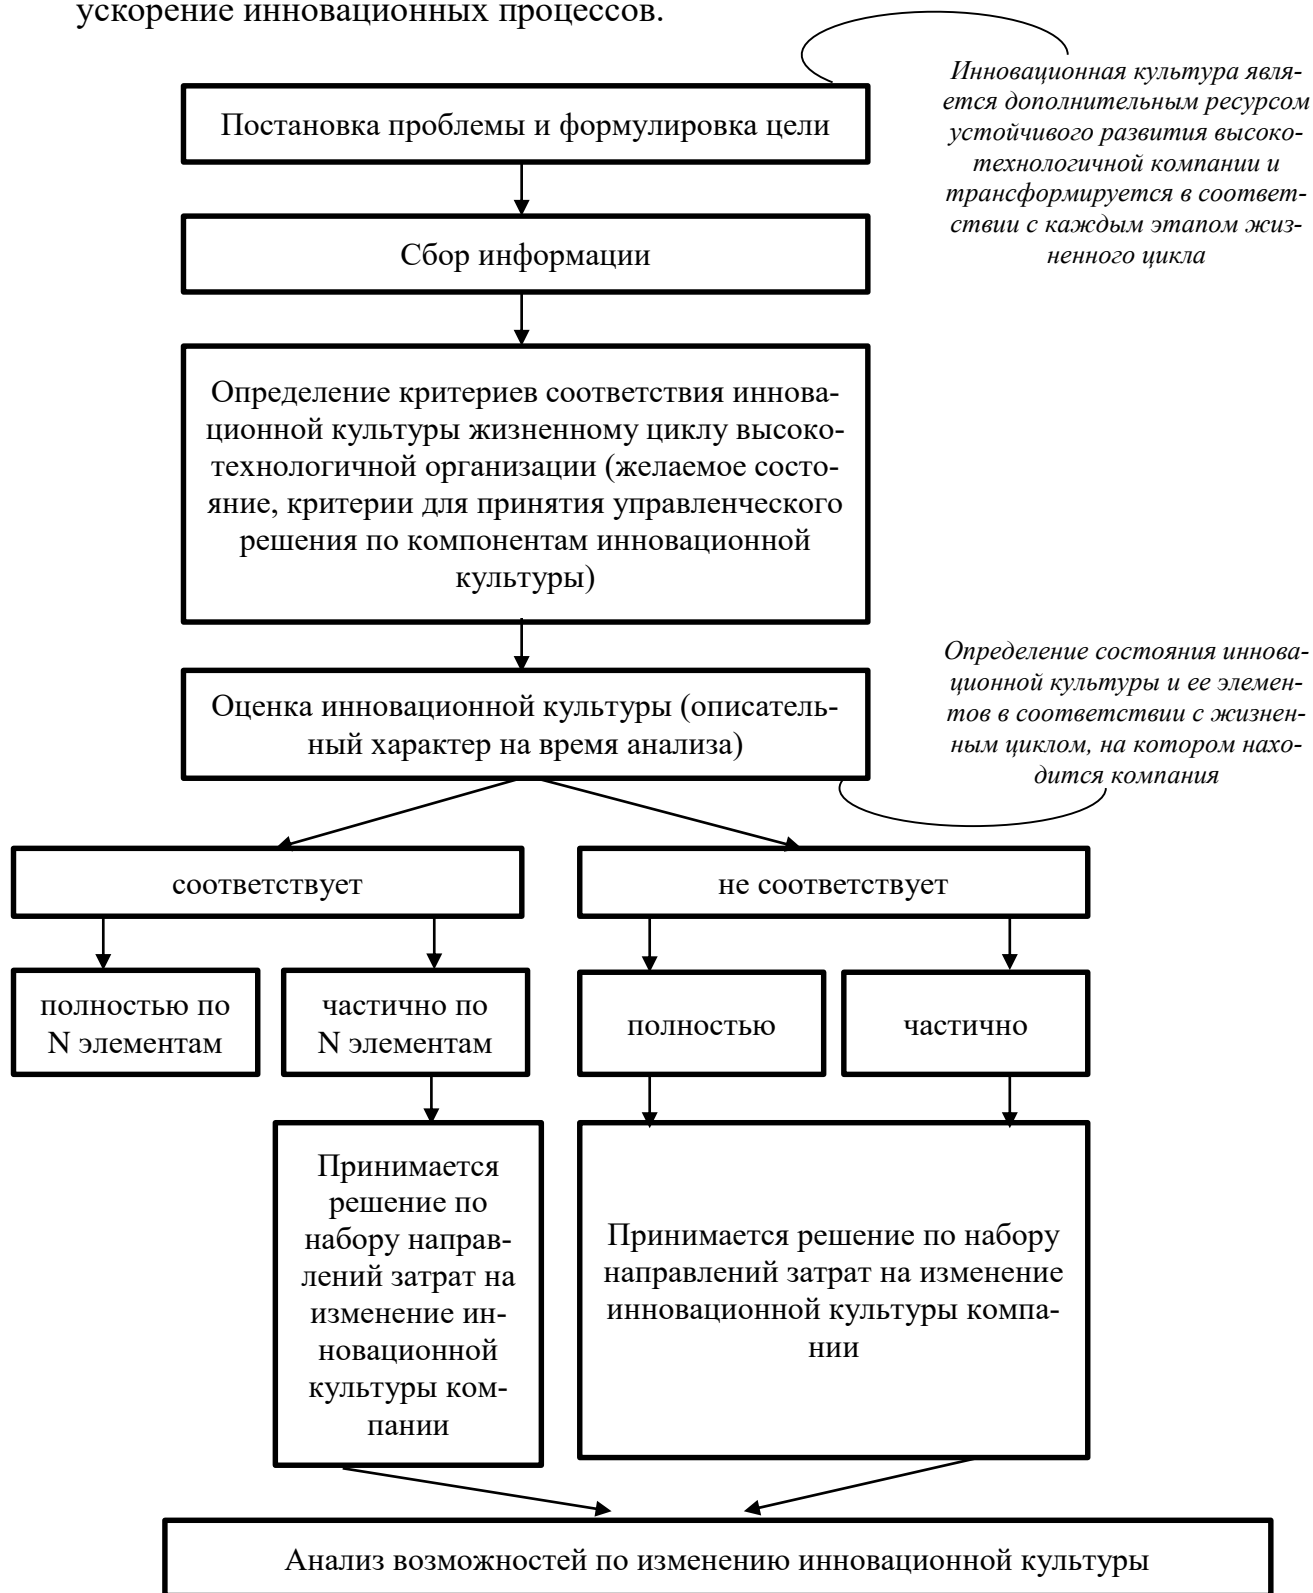 ускорение инновационных процессов.
Инновационная культура явля-
ется дополнительным ресурсом
устойчивого развития высоко-
технологичной компании и
трансформируется в соответ-
ствии с каждым этапом жиз-
ненного цикла
Постановка проблемы и формулировка цели
Сбор информации
Определение критериев соответствия иннова-
ционной культуры жизненному циклу высоко-
технологичной организации (желаемое состо-
яние, критерии для принятия управленческого
решения по компонентам инновационной
культуры)
Определение состояния иннова-
ционной культуры и ее элемен-
тов в соответствии с жизнен-
ным циклом, на котором нахо-
дится компания
Оценка инновационной культуры (описатель-
ный характер на время анализа)
соответствует
не соответствует
полностью по
N элементам
частично по
N элементам
полностью
частично
Принимается
решение по
набору направ-
лений затрат на
изменение ин-
новационной
культуры ком-
пании
Принимается решение по набору
направлений затрат на изменение
инновационной культуры компа-
нии
Анализ возможностей по изменению инновационной культуры